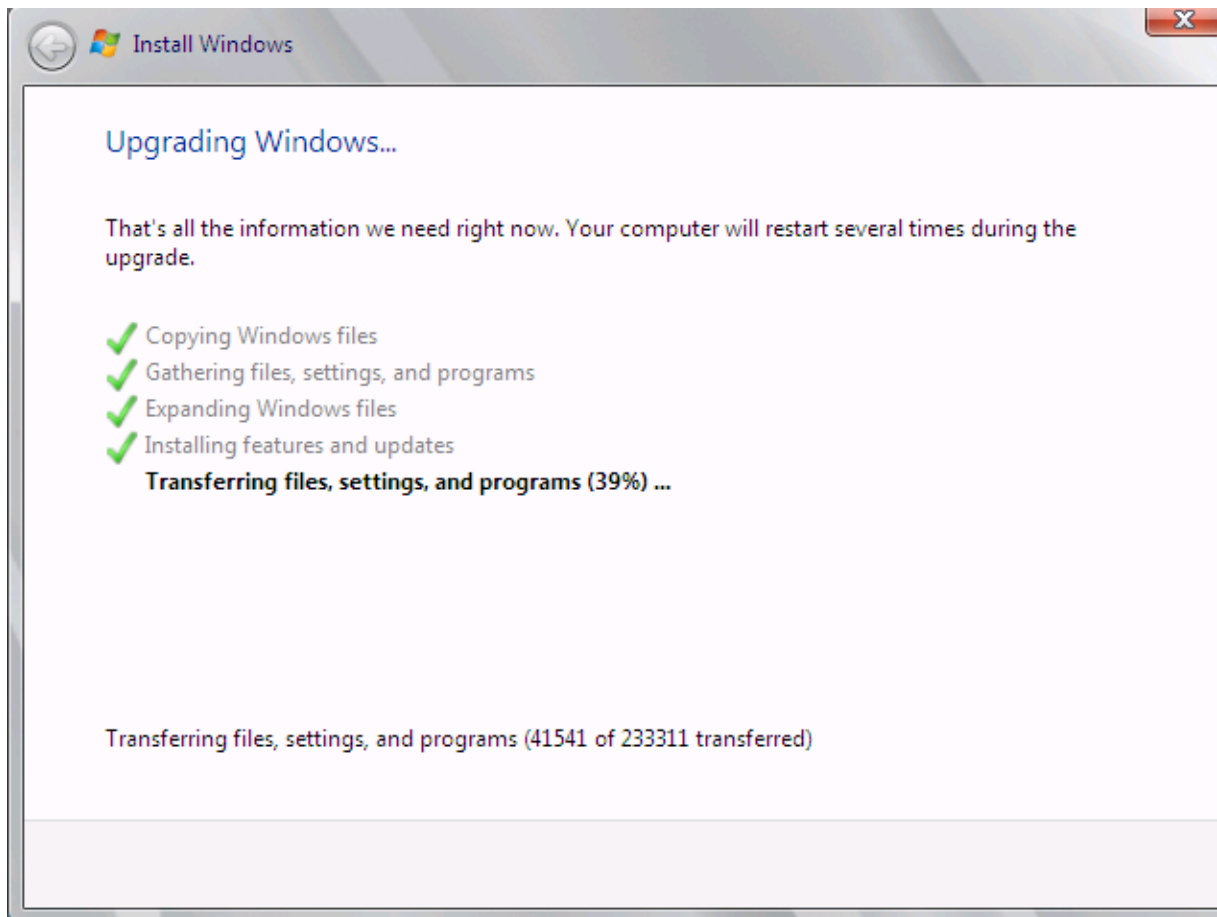 Install Windows
Upgrading Windows...
That's all the information we need right now. Your computer will restart several times during the
upgrade.
Copying Windows files
Gathering files, settings, and programs
Expanding Windows files
Installing features and updates
Transferring files, settings, and programs (39%) ...
Transferring files, settings, and programs (41541 of 233311 transferred)